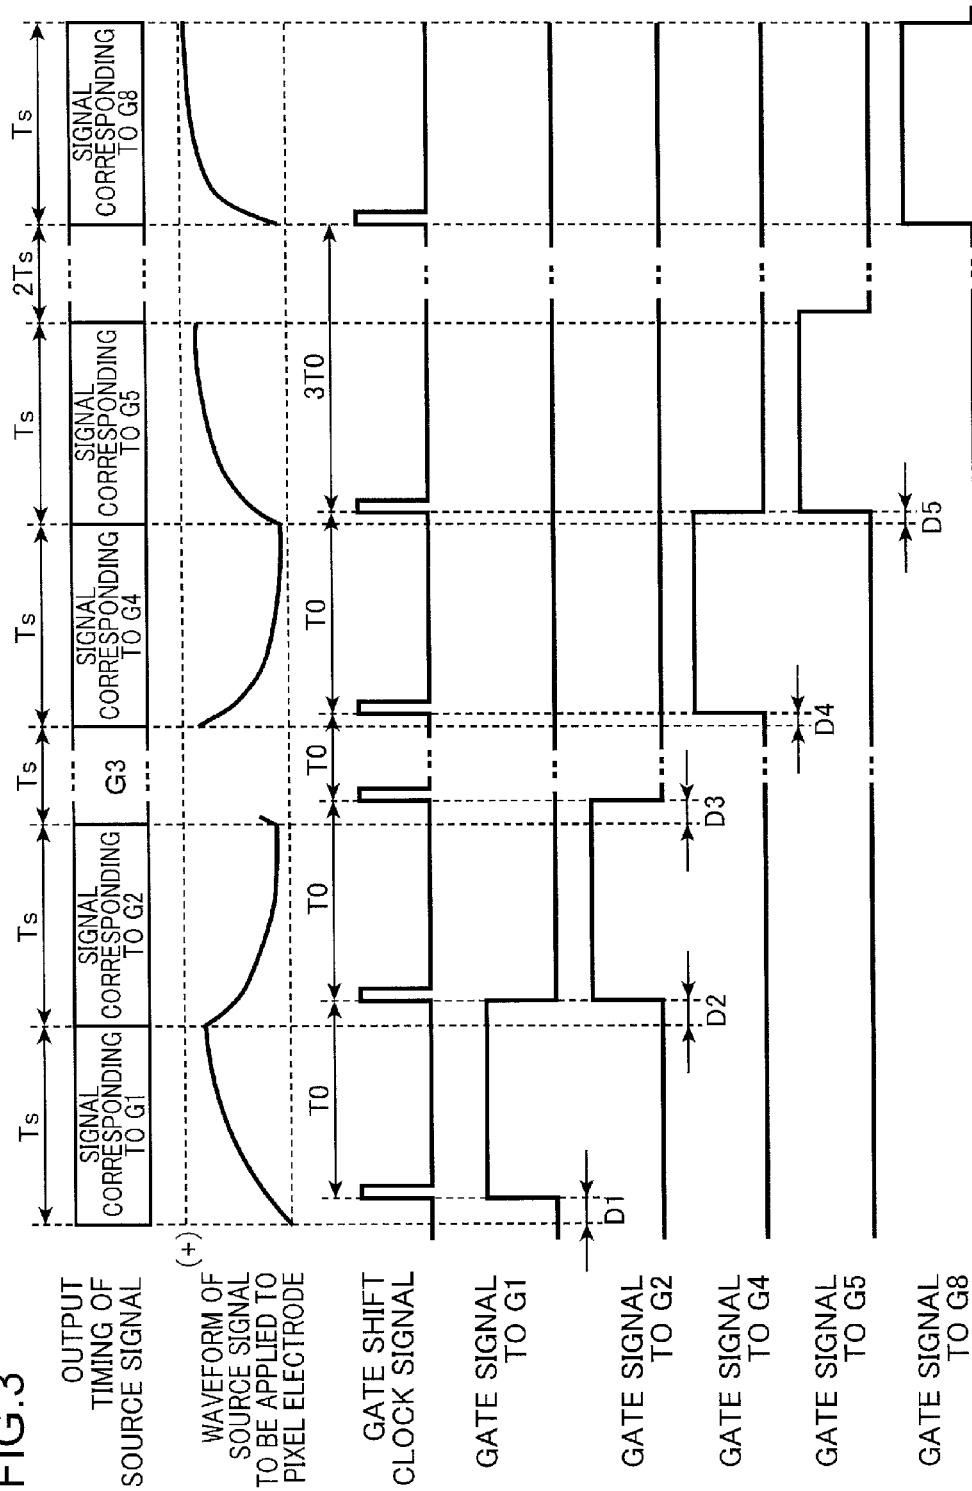 FIG.3
OUTPUT
TIMING OF
SOURCE SIGNAL
Ts
Ts
Ts
Ts
Ts
2Ts
Ts
SIGNAL
CORRESPONDING
TO G1
SIGNAL
CORRESPONDING
TO G2
G3
SIGNAL
CORRESPONDING
TO G4
SIGNAL
CORRESPONDING
TO G5
SIGNAL
CORRESPONDING
TO G8
WAVEFORM OF
SOURCE SIGNAL
TO BE APPLIED TO
PIXEL ELECTRODE
(+)
GATE SHIFT
CLOCK SIGNAL
T0
T0
T0
T0
3T0
GATE SIGNAL
TO G1
D1
GATE SIGNAL
TO G2
D2
D3
GATE SIGNAL
TO G4
D4
GATE SIGNAL
TO G5
D5
GATE SIGNAL
TO G8